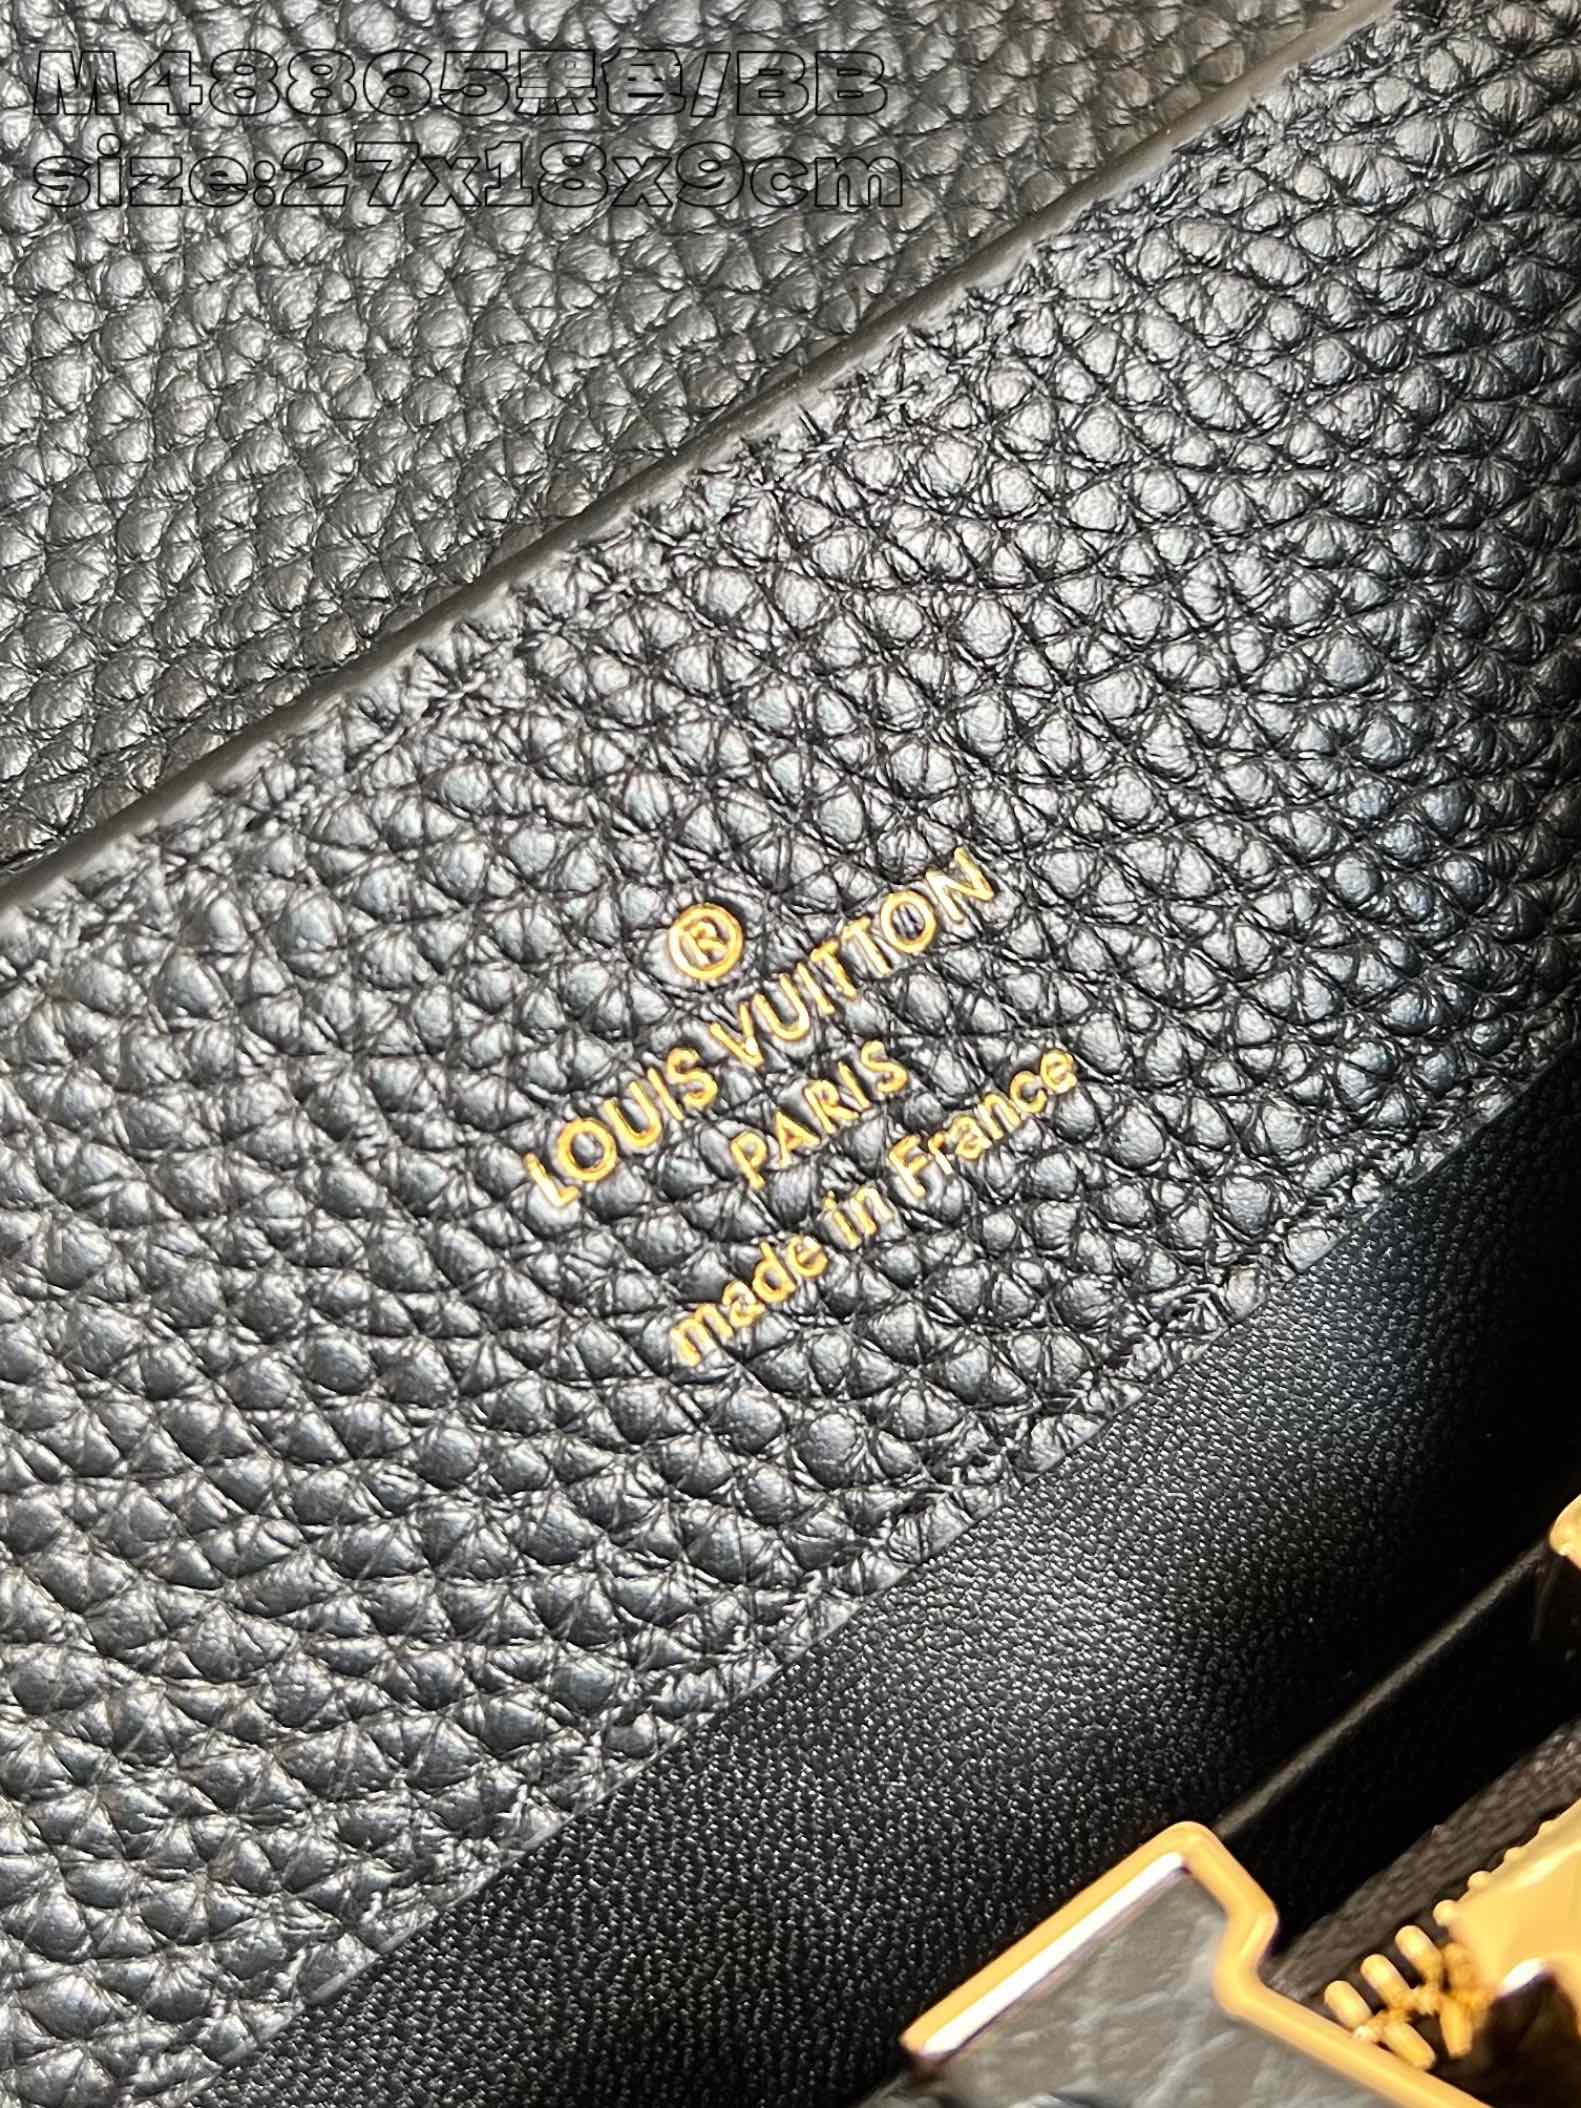 M48865黑色/BB
size:27x18x9cm
®
LOUIS VUITTON
PARIS
made in France